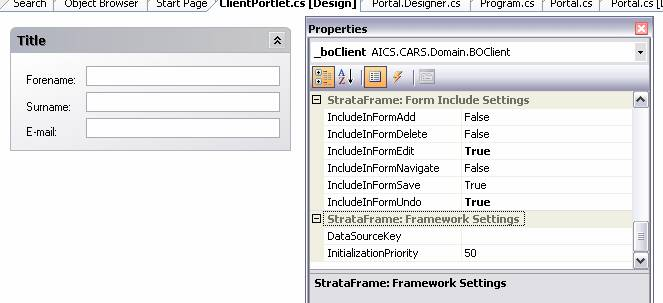 Search Object Browser Start Page ClientPortlet.cs [Design] Portal.Designer.cs Program.cs Portal.cs Portal.cs
Title
Forename:
Surname:
E-mail:
Properties
_boClient AICS.CARS.Domain.BOClient
StrataFrame: Form Include Settings
IncludeInFormAdd False
IncludeInFormDelete False
IncludeInFormEdit True
IncludeInFormNavigate False
IncludeInFormSave True
IncludeInFormUndo True
StrataFrame: Framework Settings
DataSourceKey
InitializationPriority 50
StrataFrame: Framework Settings